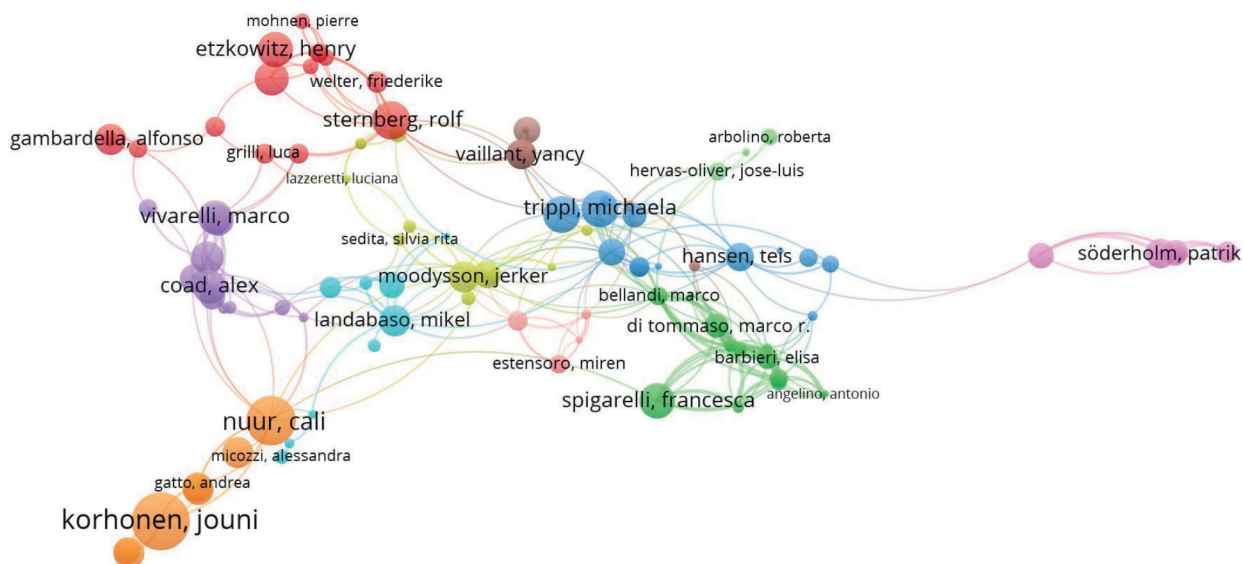 mohnen, pierre
etzkowitz, henry
welter, friederike
sternberg, rolf
gambardella, alfonso
grilli, luca
vaillant, yancy
arbolino, roberta
hervas-oliver, jose-luis
lazzeretti, luciana
vivarelli, marco
trippl, michaela
sedita, silvia rita
hansen, teis
söderholm, patrik
coad, alex
moodysson, jerker
bellandi, marco
landabaso, mikel
di tommaso, marco r.
estensoro, miren
barbieri, elisa
angelino, antonio
spigarelli, francesca
nuur, cali
micozzi, alessandra
gatto, andrea
korhonen, jouni